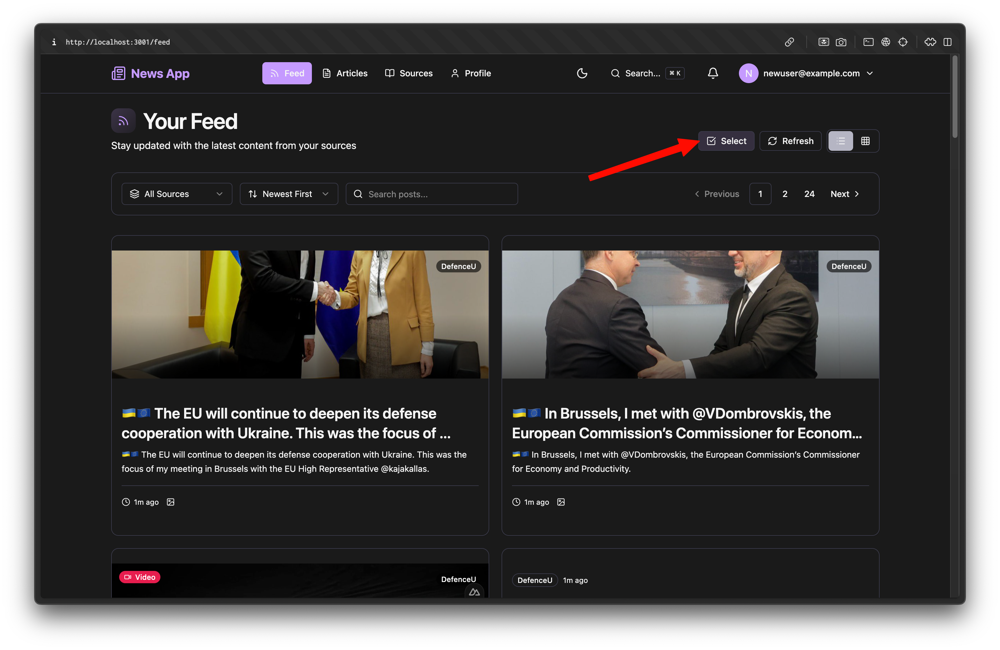 http://localhost:3001/feed
News App
Feed
Articles
Sources
Profile
Search...
⌘ K
N
newuser@example.com
Your Feed
Stay updated with the latest content from your sources
Select
Refresh
All Sources
Newest First
Search posts...
Previous
1
2
24
Next
DefenceU
🇺🇦🇪🇺 The EU will continue to deepen its defense
cooperation with Ukraine. This was the focus of ...
🇺🇦🇪🇺 The EU will continue to deepen its defense cooperation with Ukraine. This was the
focus of my meeting in Brussels with the EU High Representative @kajakallas.
1m ago
DefenceU
🇺🇦🇪🇺 In Brussels, I met with @VDombrovskis, the
European Commission’s Commissioner for Econom...
🇺🇦🇪🇺 In Brussels, I met with @VDombrovskis, the European Commission’s Commissioner
for Economy and Productivity.
1m ago
Video
DefenceU
DefenceU
1m ago